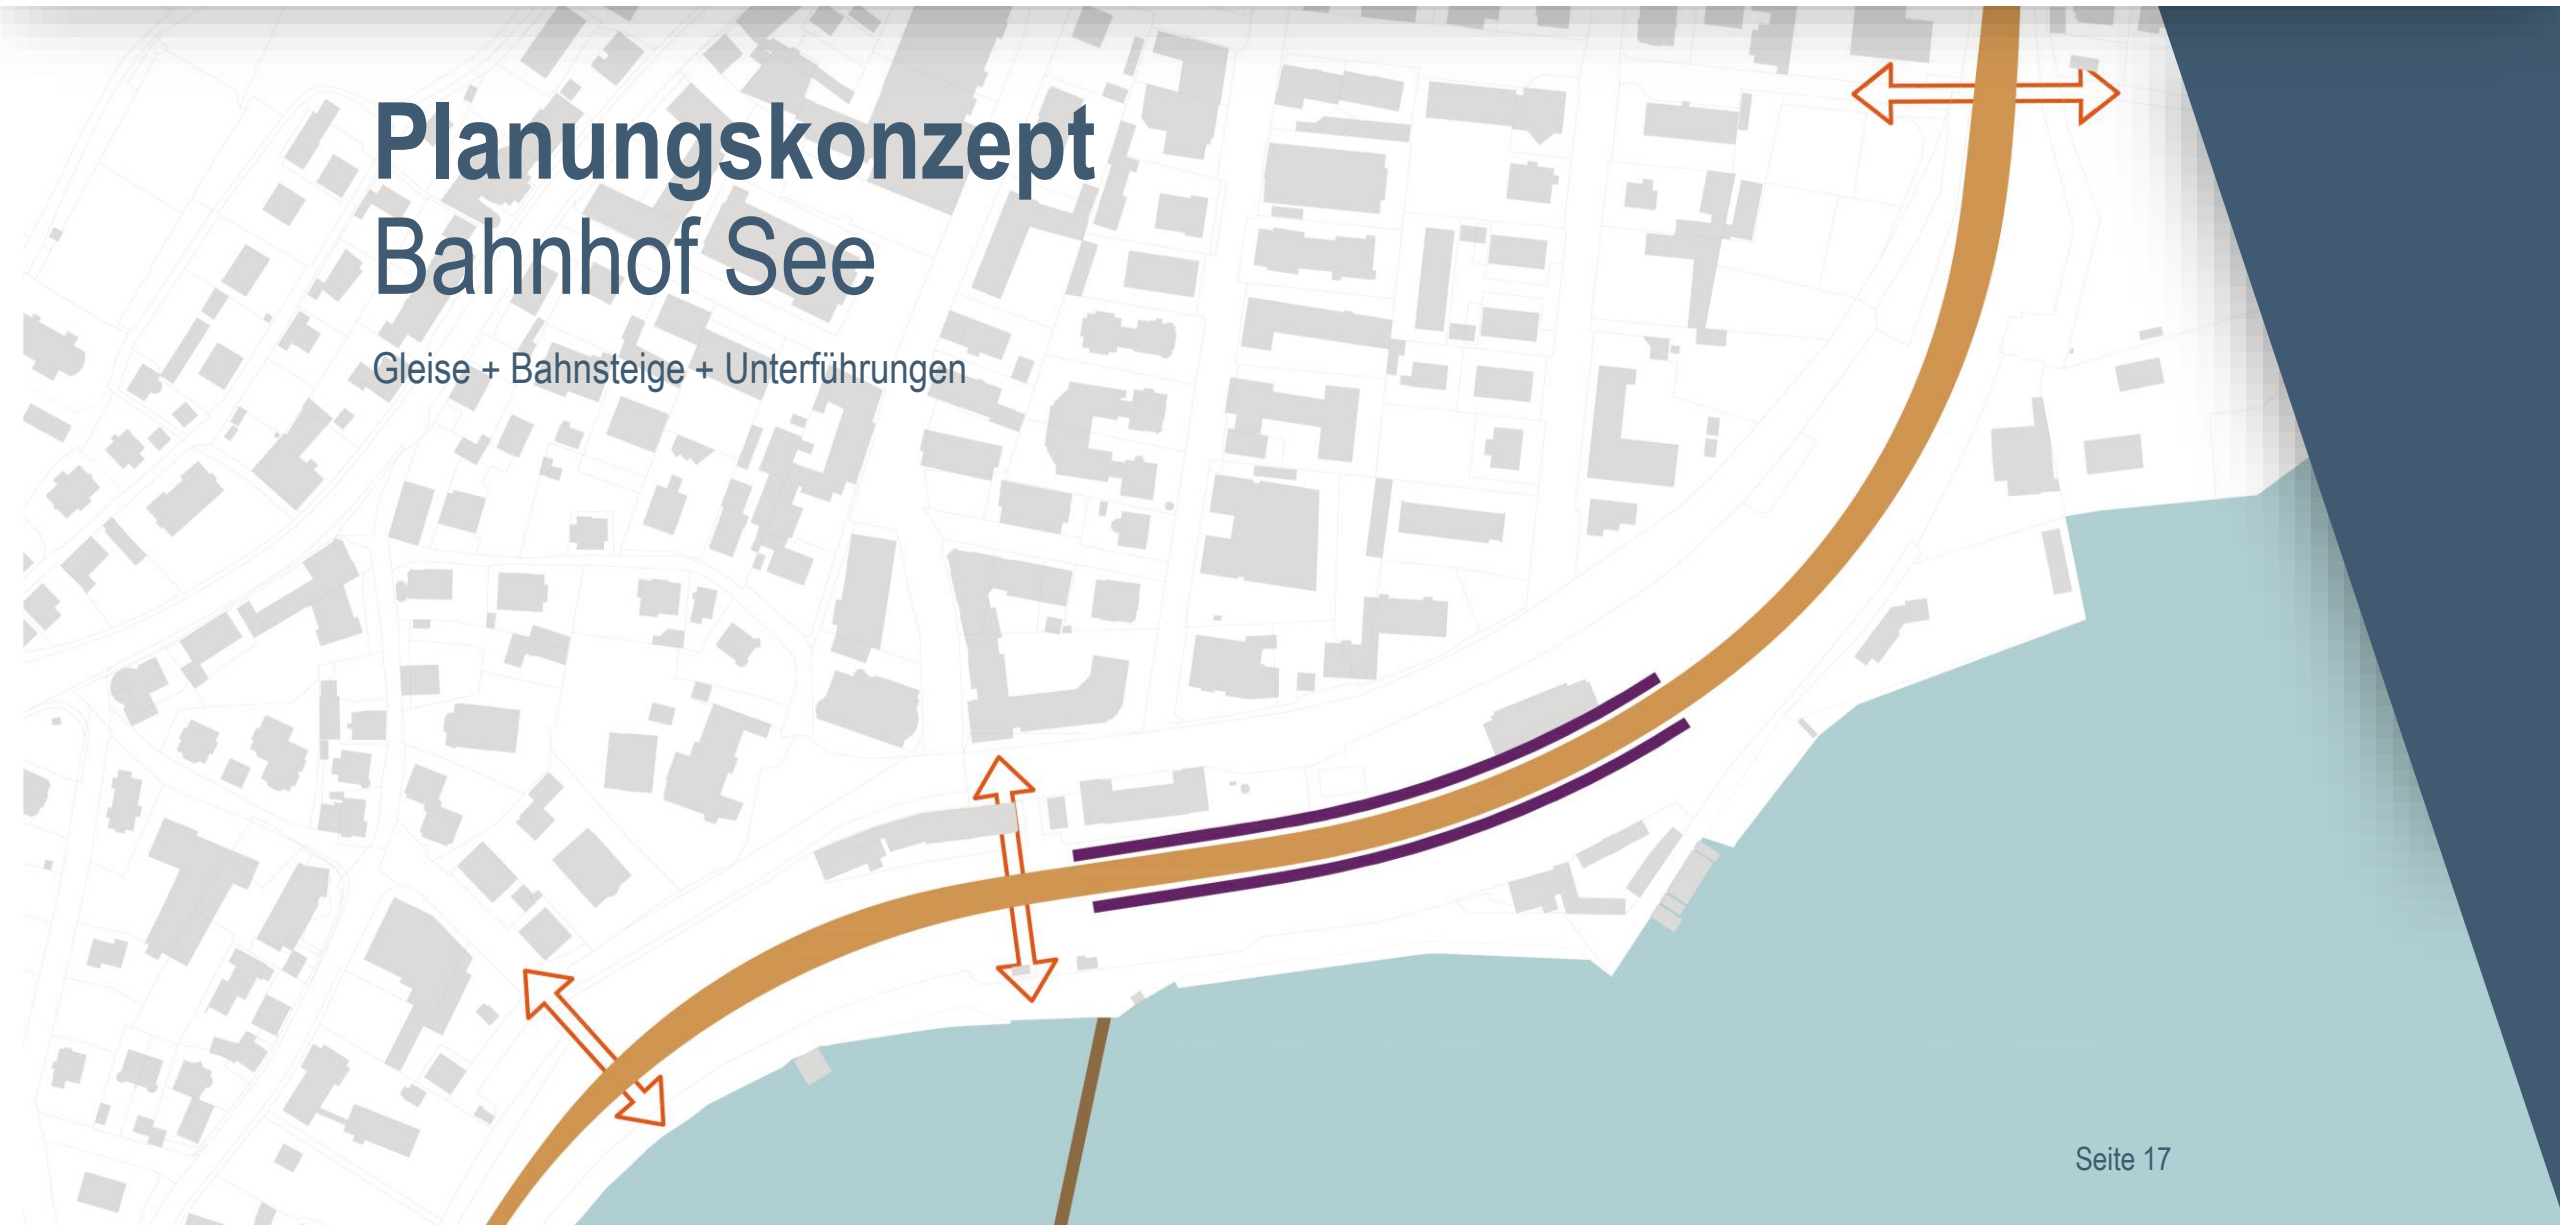 Planungskonzept
Bahnhof See
Gleise + Bahnsteige + Unterführungen
Seite 17